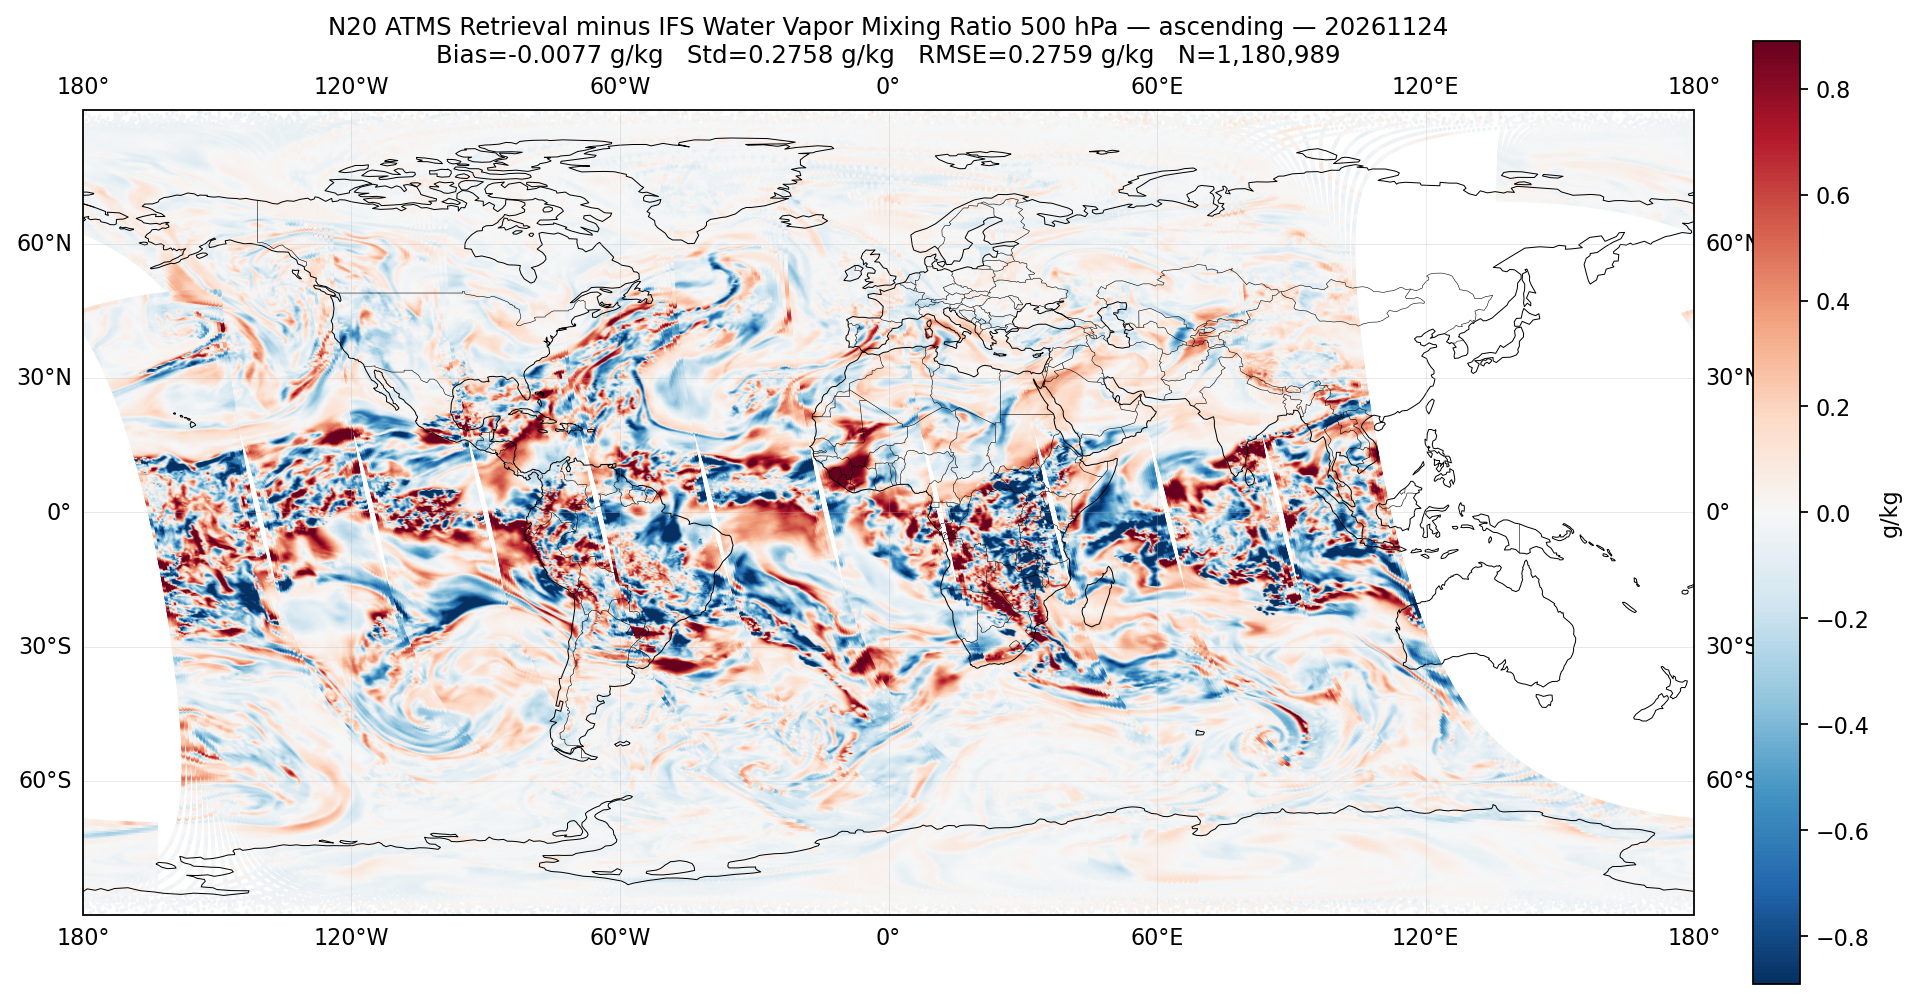 N20 ATMS Retrieval minus IFS Water Vapor Mixing Ratio 500 hPa — ascending — 20261124
Bias=-0.0077 g/kg   Std=0.2758 g/kg   RMSE=0.2759 g/kg   N=1,180,989
180° 120°W 60°W 0° 60°E 120°E 180°
60°N 60°N
30°N 30°N
0° 0°
30°S 30°S
60°S 60°S
180° 120°W 60°W 0° 60°E 120°E 180°
0.8
0.6
0.4
0.2
0.0
−0.2
−0.4
−0.6
−0.8
g/kg